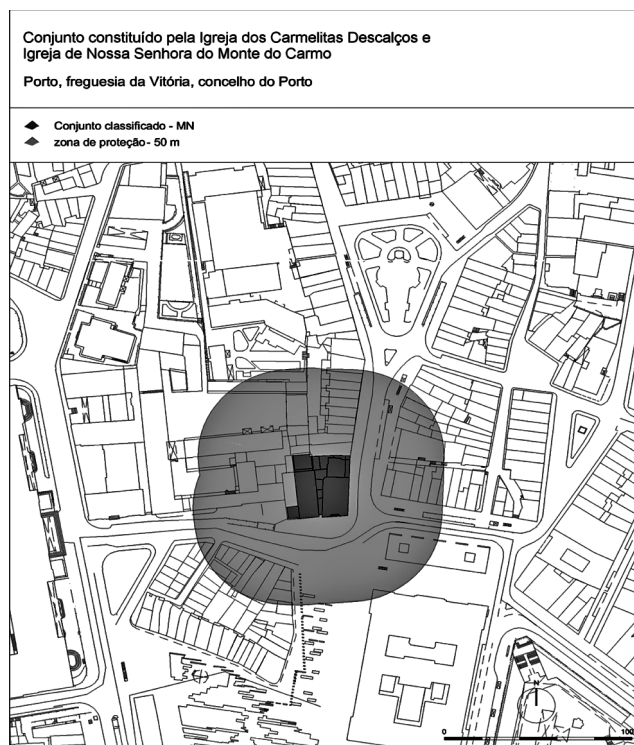 Conjunto constituído pela Igreja dos Carmelitas Descalços e
Igreja de Nossa Senhora do Monte do Carmo
Porto, freguesia da Vitória, concelho do Porto
Conjunto classificado - MN
zona de proteção - 50 m
0 100